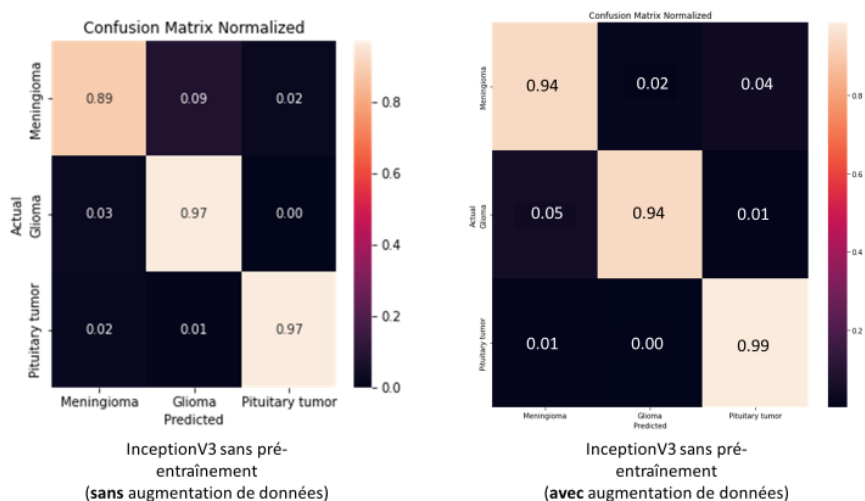 Confusion Matrix Normalized
Meningioma
Actual
Glioma
Pituitary tumor
0.89 0.09 0.02
0.03 0.97 0.00
0.02 0.01 0.97
0.8
0.6
0.4
0.2
0.0
Meningioma Glioma Pituitary tumor
Predicted
InceptionV3 sans pré-
entraînement
(sans augmentation de données)
Confusion Matrix Normalized
Meningioma
Actual
Glioma
Pituitary tumor
0.94 0.02 0.04
0.05 0.94 0.01
0.01 0.00 0.99
0.8
0.6
0.4
0.2
Meningioma Glioma Pituitary tumor
Predicted
InceptionV3 sans pré-
entraînement
(avec augmentation de données)